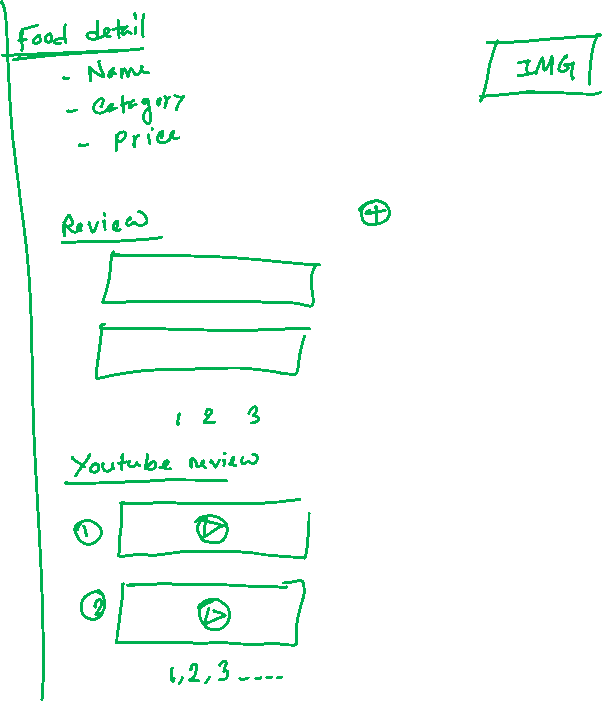 Food detail
- Name
IMG
- Category
- Price
Review
1 2 3
Youtube review
1
2
1, 2, 3 ----